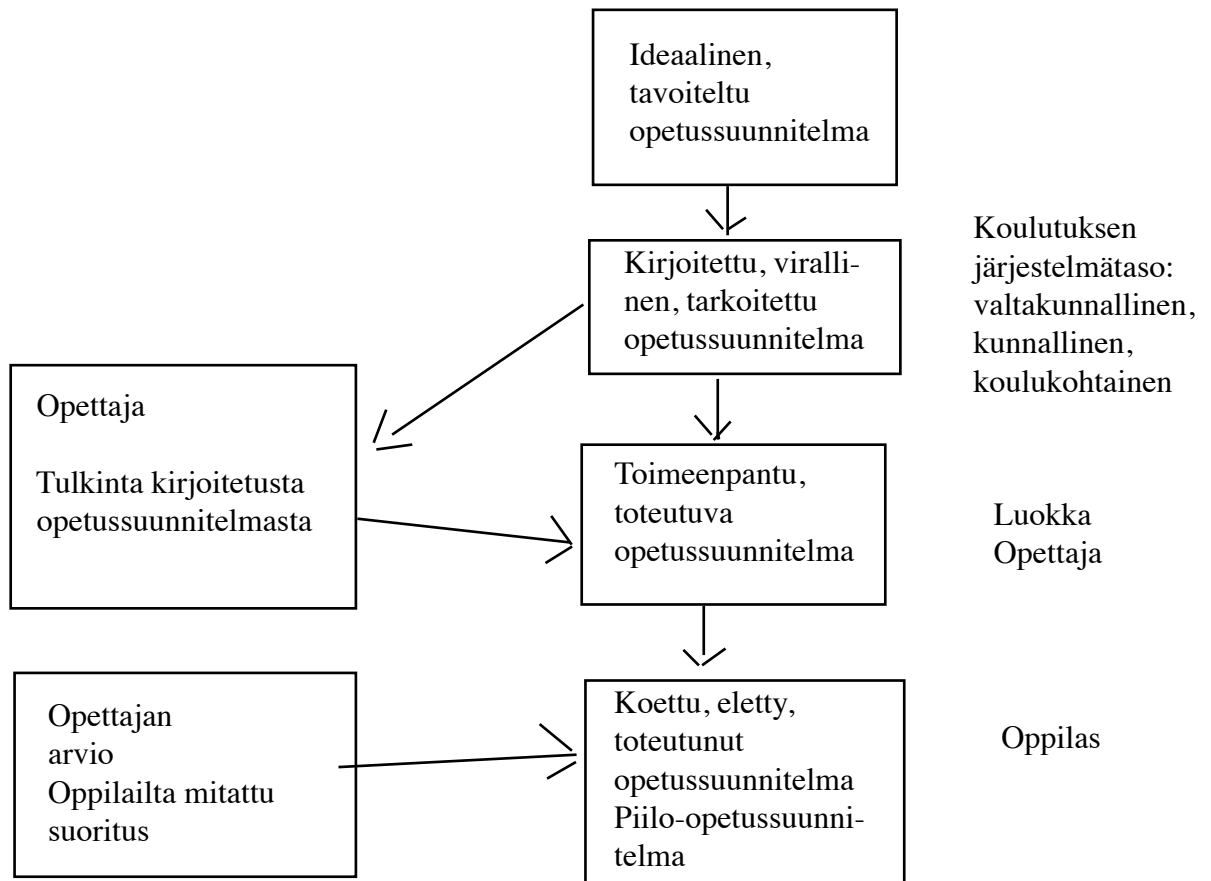 Ideaalinen,
tavoiteltu
opetussuunnitelma
Kirjoitettu, viralli-
nen, tarkoitettu
opetussuunnitelma
Koulutuksen
järjestelmätaso:
valtakunnallinen,
kunnallinen,
koulukohtainen
Opettaja
Tulkinta kirjoitetusta
opetussuunnitelmasta
Toimeenpantu,
toteutuva
opetussuunnitelma
Luokka
Opettaja
Opettajan
arvio
Oppilailta mitattu
suoritus
Koettu, eletty,
toteutunut
opetussuunnitelma
Piilo-opetussuunni-
telma
Oppilas